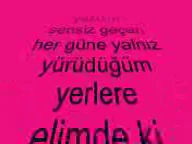 sensiz geçen
her güne yalnız
yürüdüğüm
yerlere
elimde ki